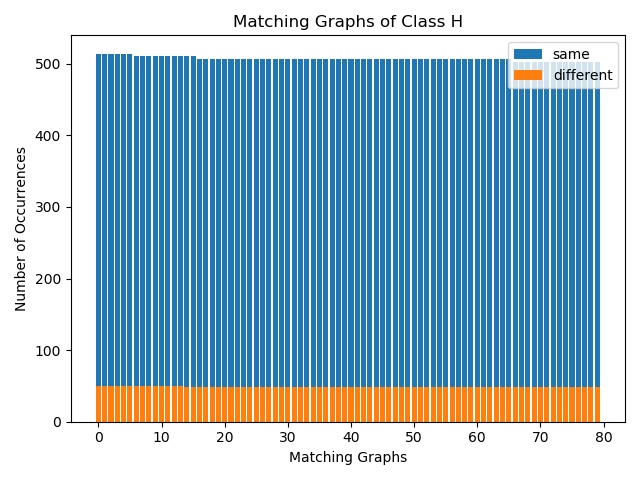 Matching Graphs of Class H
same
different
500
400
300
200
100
0
Number of Occurrences
0 10 20 30 40 50 60 70 80
Matching Graphs